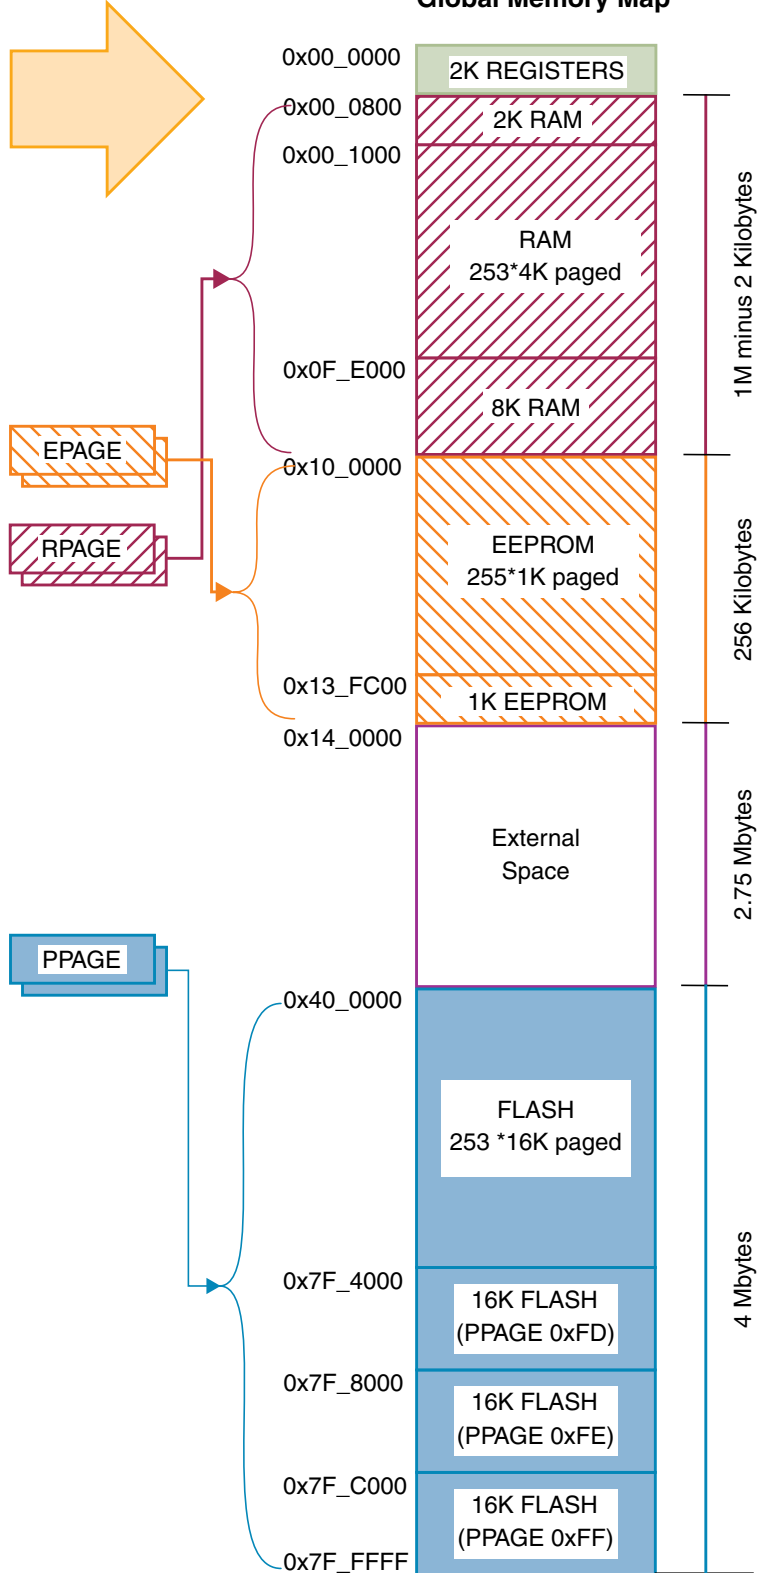 Global Memory Map
0x00_0000
2K REGISTERS
0x00_0800
2K RAM
0x00_1000
RAM
253*4K paged
1M minus 2 Kilobytes
0x0F_E000
8K RAM
EPAGE
0x10_0000
RPAGE
EEPROM
255*1K paged
256 Kilobytes
0x13_FC00
1K EEPROM
0x14_0000
External
Space
2.75 Mbytes
PPAGE
0x40_0000
FLASH
253 *16K paged
4 Mbytes
0x7F_4000
16K FLASH
(PPAGE 0xFD)
0x7F_8000
16K FLASH
(PPAGE 0xFE)
0x7F_C000
16K FLASH
(PPAGE 0xFF)
0x7F_FFFF